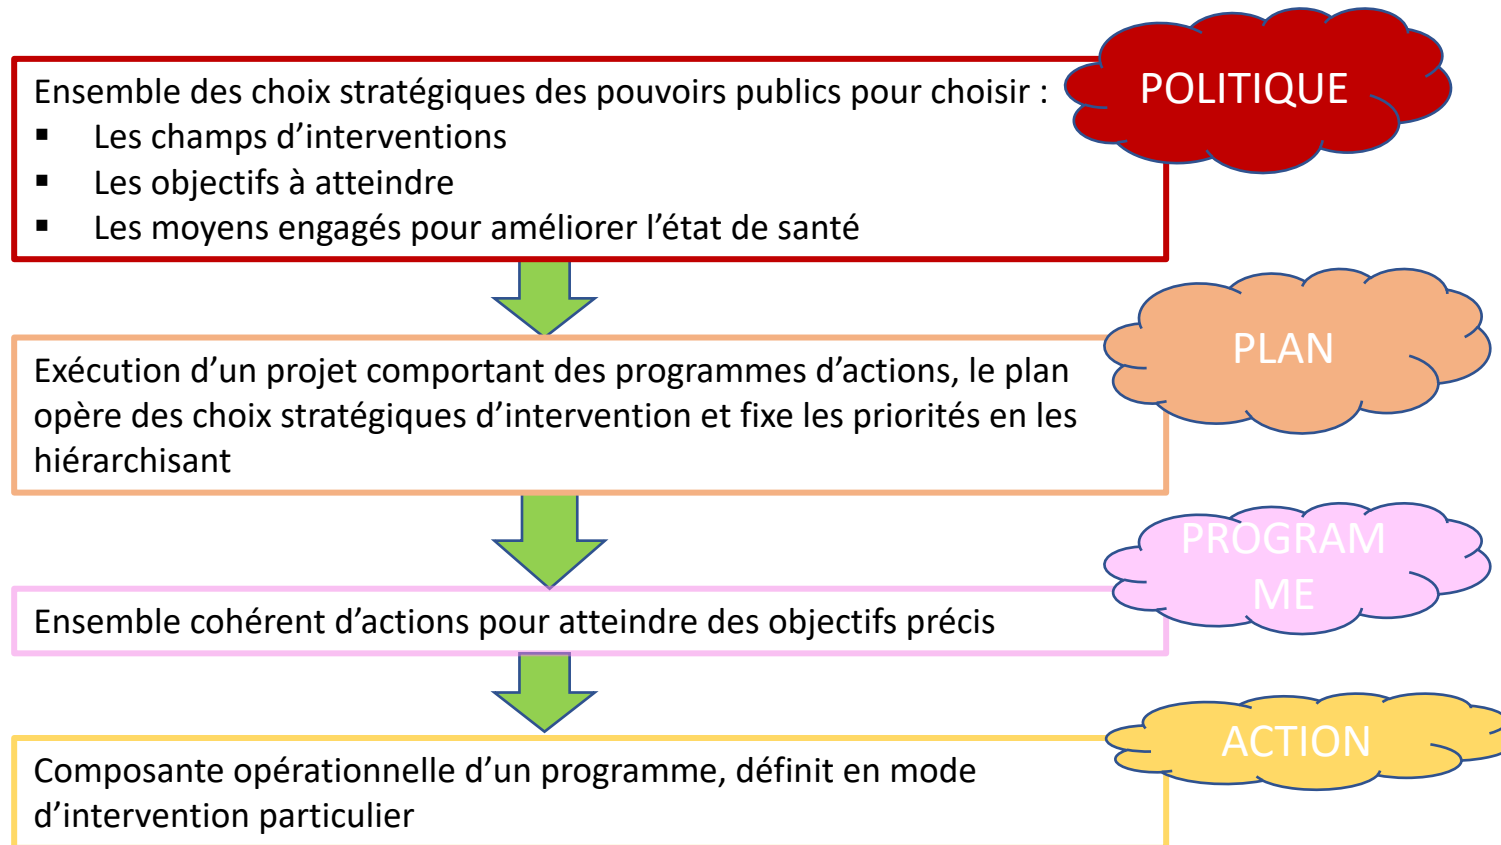 POLITIQUE
Ensemble des choix stratégiques des pouvoirs publics pour choisir :
▪ Les champs d’interventions
▪ Les objectifs à atteindre
▪ Les moyens engagés pour améliorer l’état de santé
PLAN
Exécution d’un projet comportant des programmes d’actions, le plan
opère des choix stratégiques d’intervention et fixe les priorités en les
hiérarchisant
PROGRAM
ME
Ensemble cohérent d’actions pour atteindre des objectifs précis
ACTION
Composante opérationnelle d’un programme, définit en mode
d’intervention particulier